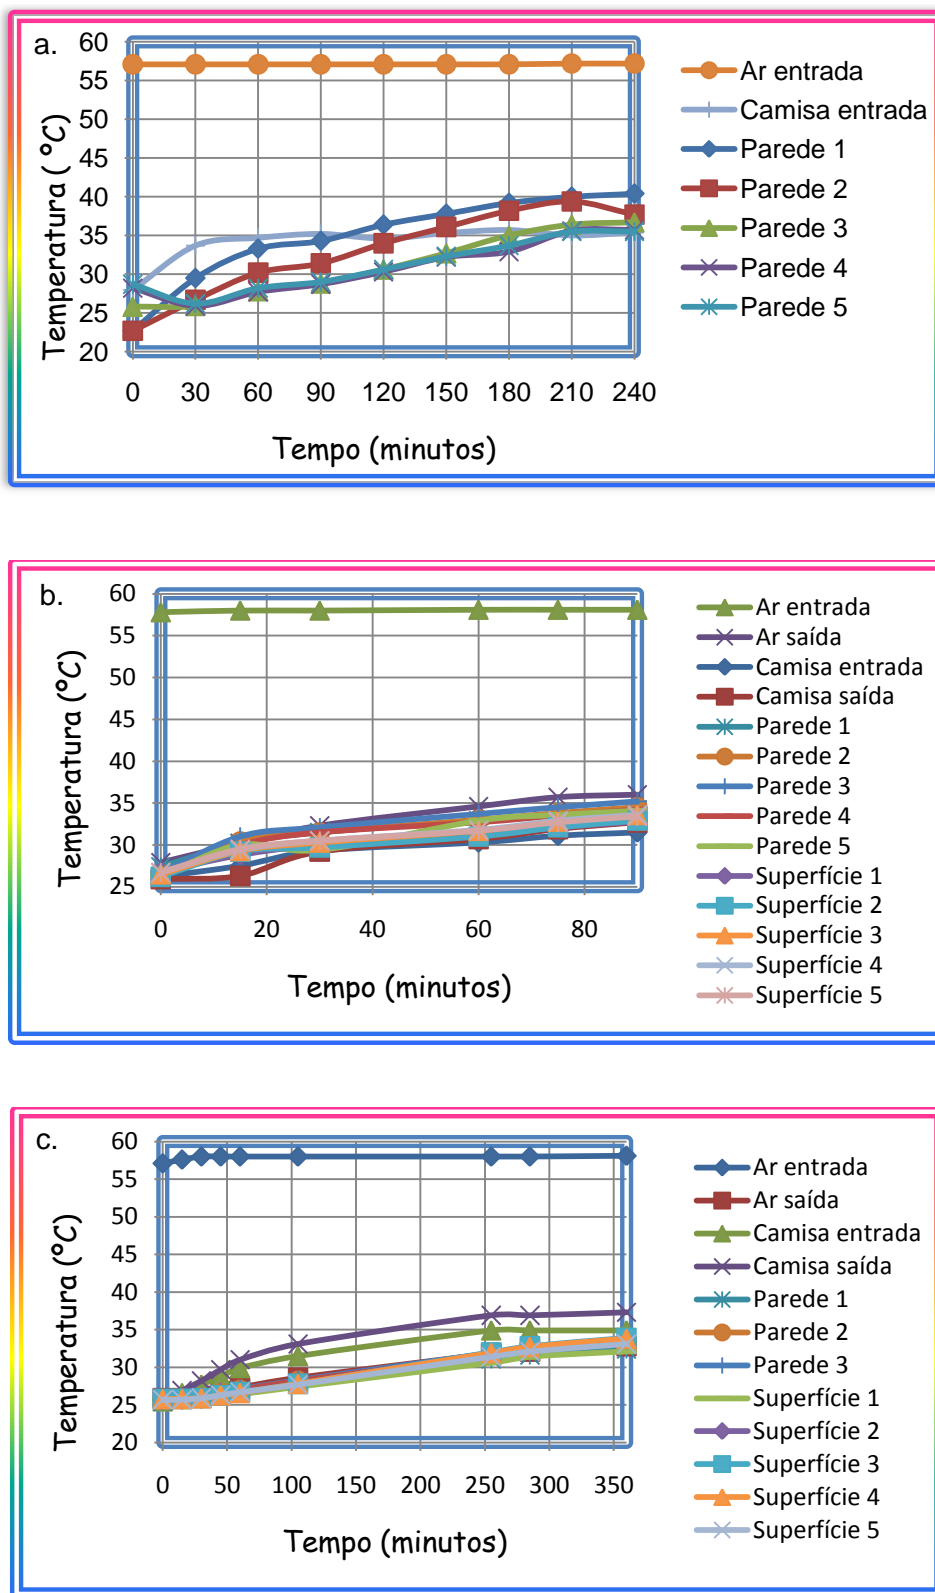 a.
60
55
50
45
40
35
30
25
20
Temperatura ( °C)
0 30 60 90 120 150 180 210 240
Tempo (minutos)
Ar entrada
Camisa entrada
Parede 1
Parede 2
Parede 3
Parede 4
Parede 5
b.
60
55
50
45
40
35
30
25
Temperatura (°C)
0 20 40 60 80
Tempo (minutos)
Ar entrada
Ar saída
Camisa entrada
Camisa saída
Parede 1
Parede 2
Parede 3
Parede 4
Parede 5
Superfície 1
Superfície 2
Superfície 3
Superfície 4
Superfície 5
c.
60
55
50
45
40
35
30
25
20
Temperatura (°C)
0 50 100 150 200 250 300 350
Tempo (minutos)
Ar entrada
Ar saída
Camisa entrada
Camisa saída
Parede 1
Parede 2
Parede 3
Superfície 1
Superfície 2
Superfície 3
Superfície 4
Superfície 5